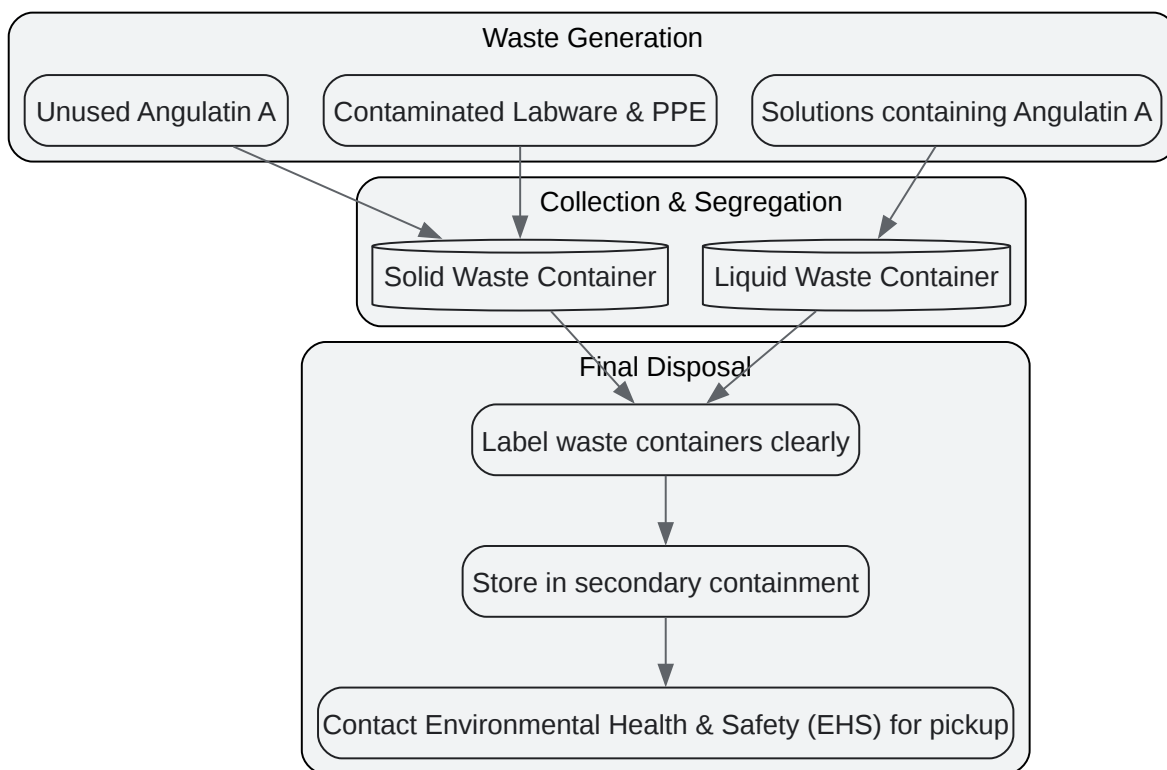 Waste Generation
Unused Angulatin A
Contaminated Labware & PPE
Solutions containing Angulatin A
Collection & Segregation
Solid Waste Container
Liquid Waste Container
Final Disposal
Label waste containers clearly
Store in secondary containment
Contact Environmental Health & Safety (EHS) for pickup